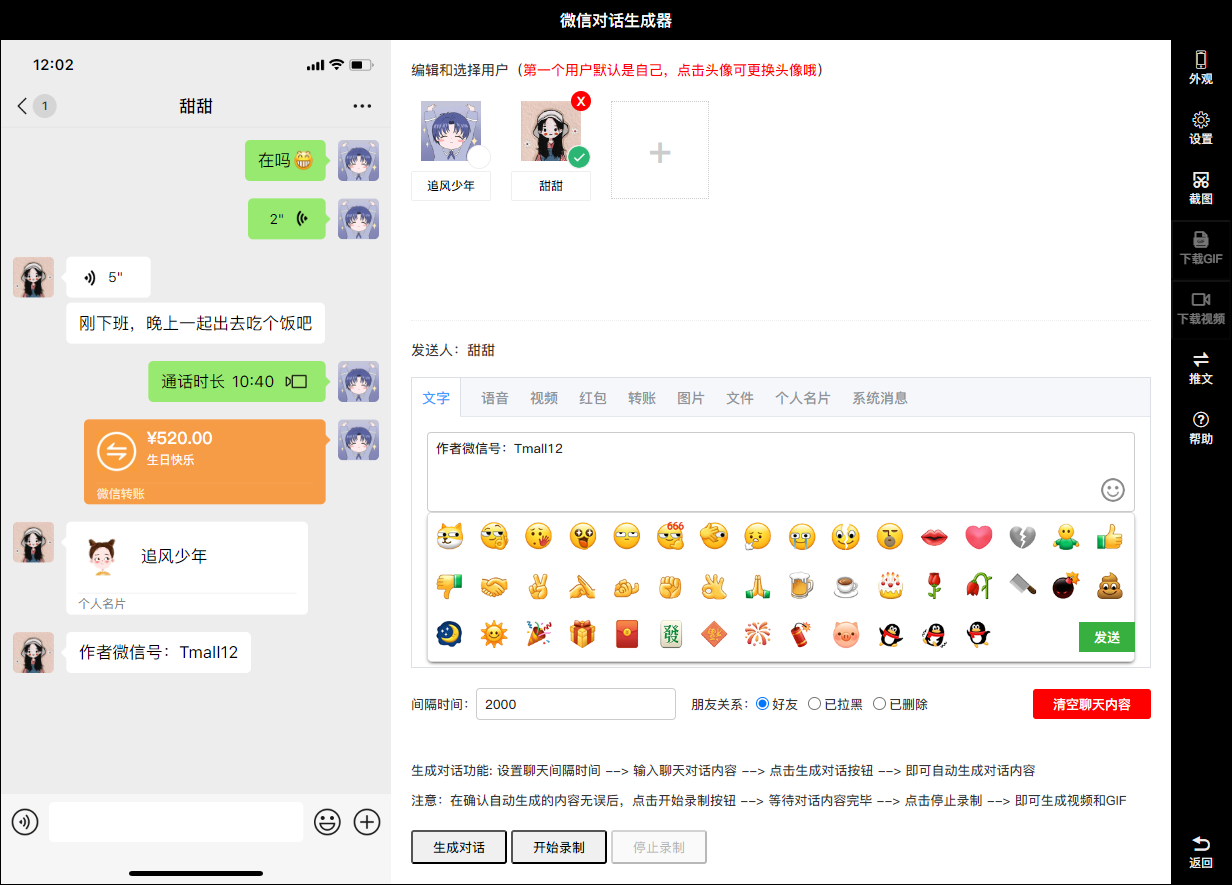 微信对话生成器
12:02
1
甜甜
在吗
2"
5"
刚下班，晚上一起出去吃个饭吧
通话时长 10:40
¥520.00
生日快乐
微信转账
追风少年
个人名片
作者微信号：Tmall12
编辑和选择用户（第一个用户默认是自己，点击头像可更换头像哦）
X
追风少年
甜甜
发送人：甜甜
文字 语音 视频 红包 转账 图片 文件 个人名片 系统消息
作者微信号：Tmall12
666
發
发送
间隔时间： 2000 朋友关系： 好友 已拉黑 已删除 清空聊天内容
生成对话功能: 设置聊天间隔时间 --> 输入聊天对话内容 --> 点击生成对话按钮 --> 即可自动生成对话内容
注意：在确认自动生成的内容无误后，点击开始录制按钮 --> 等待对话内容完毕 --> 点击停止录制 --> 即可生成视频和GIF
生成对话 开始录制 停止录制
外观
设置
截图
下载GIF
下载视频
推文
帮助
返回